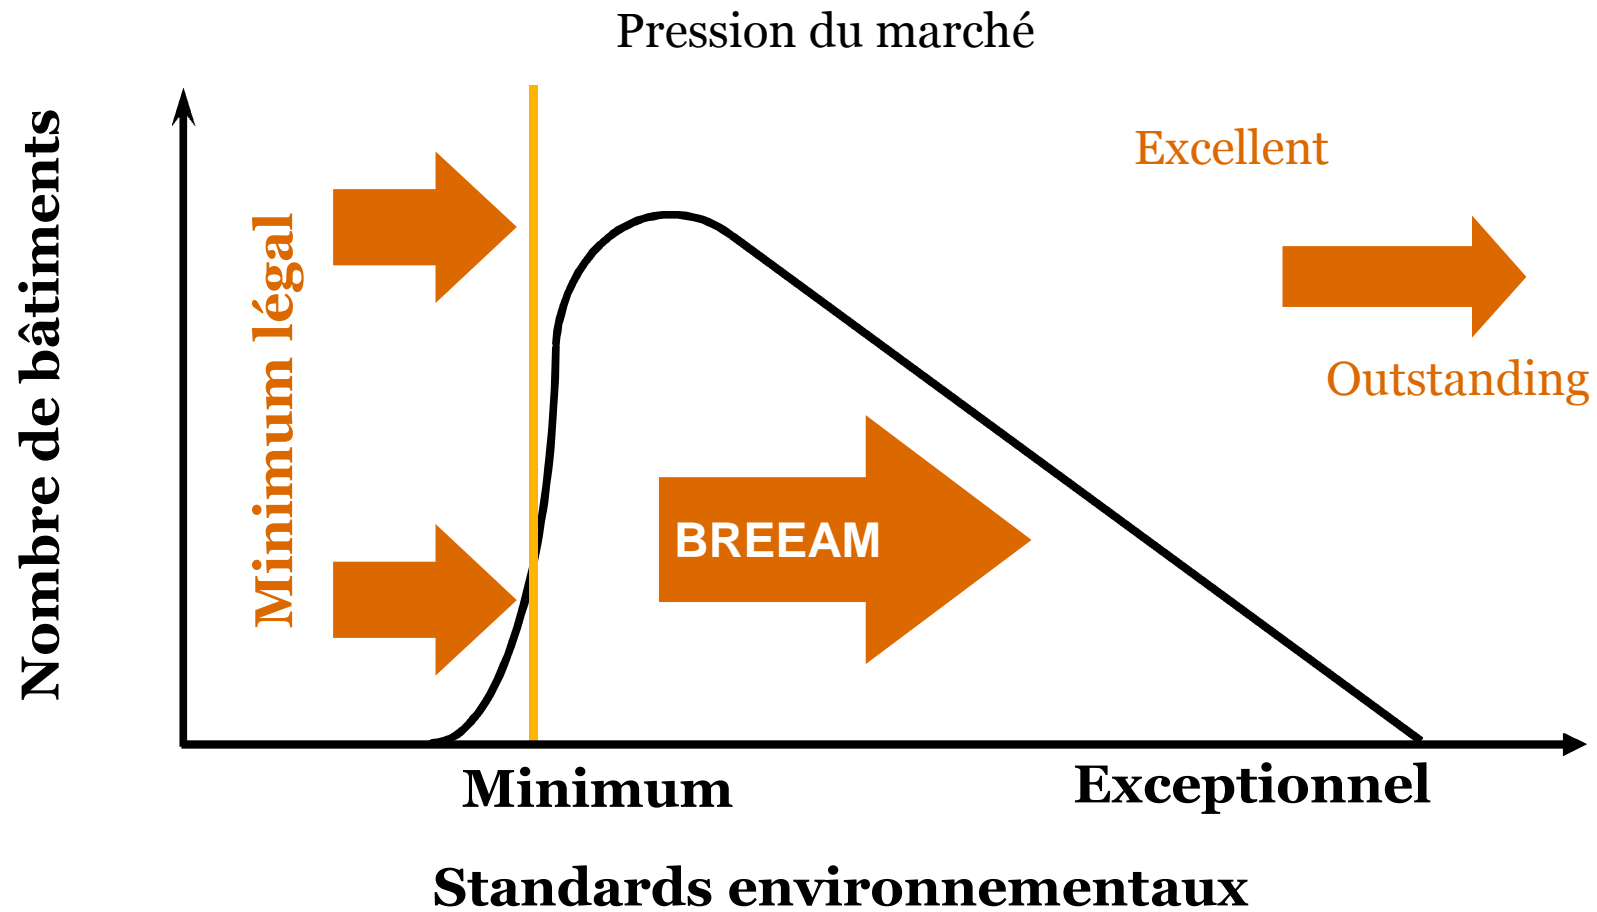 Pression du marché
Excellent
Outstanding
Nombre de bâtiments
Minimum légal
BREEAM
Minimum
Exceptionnel
Standards environnementaux